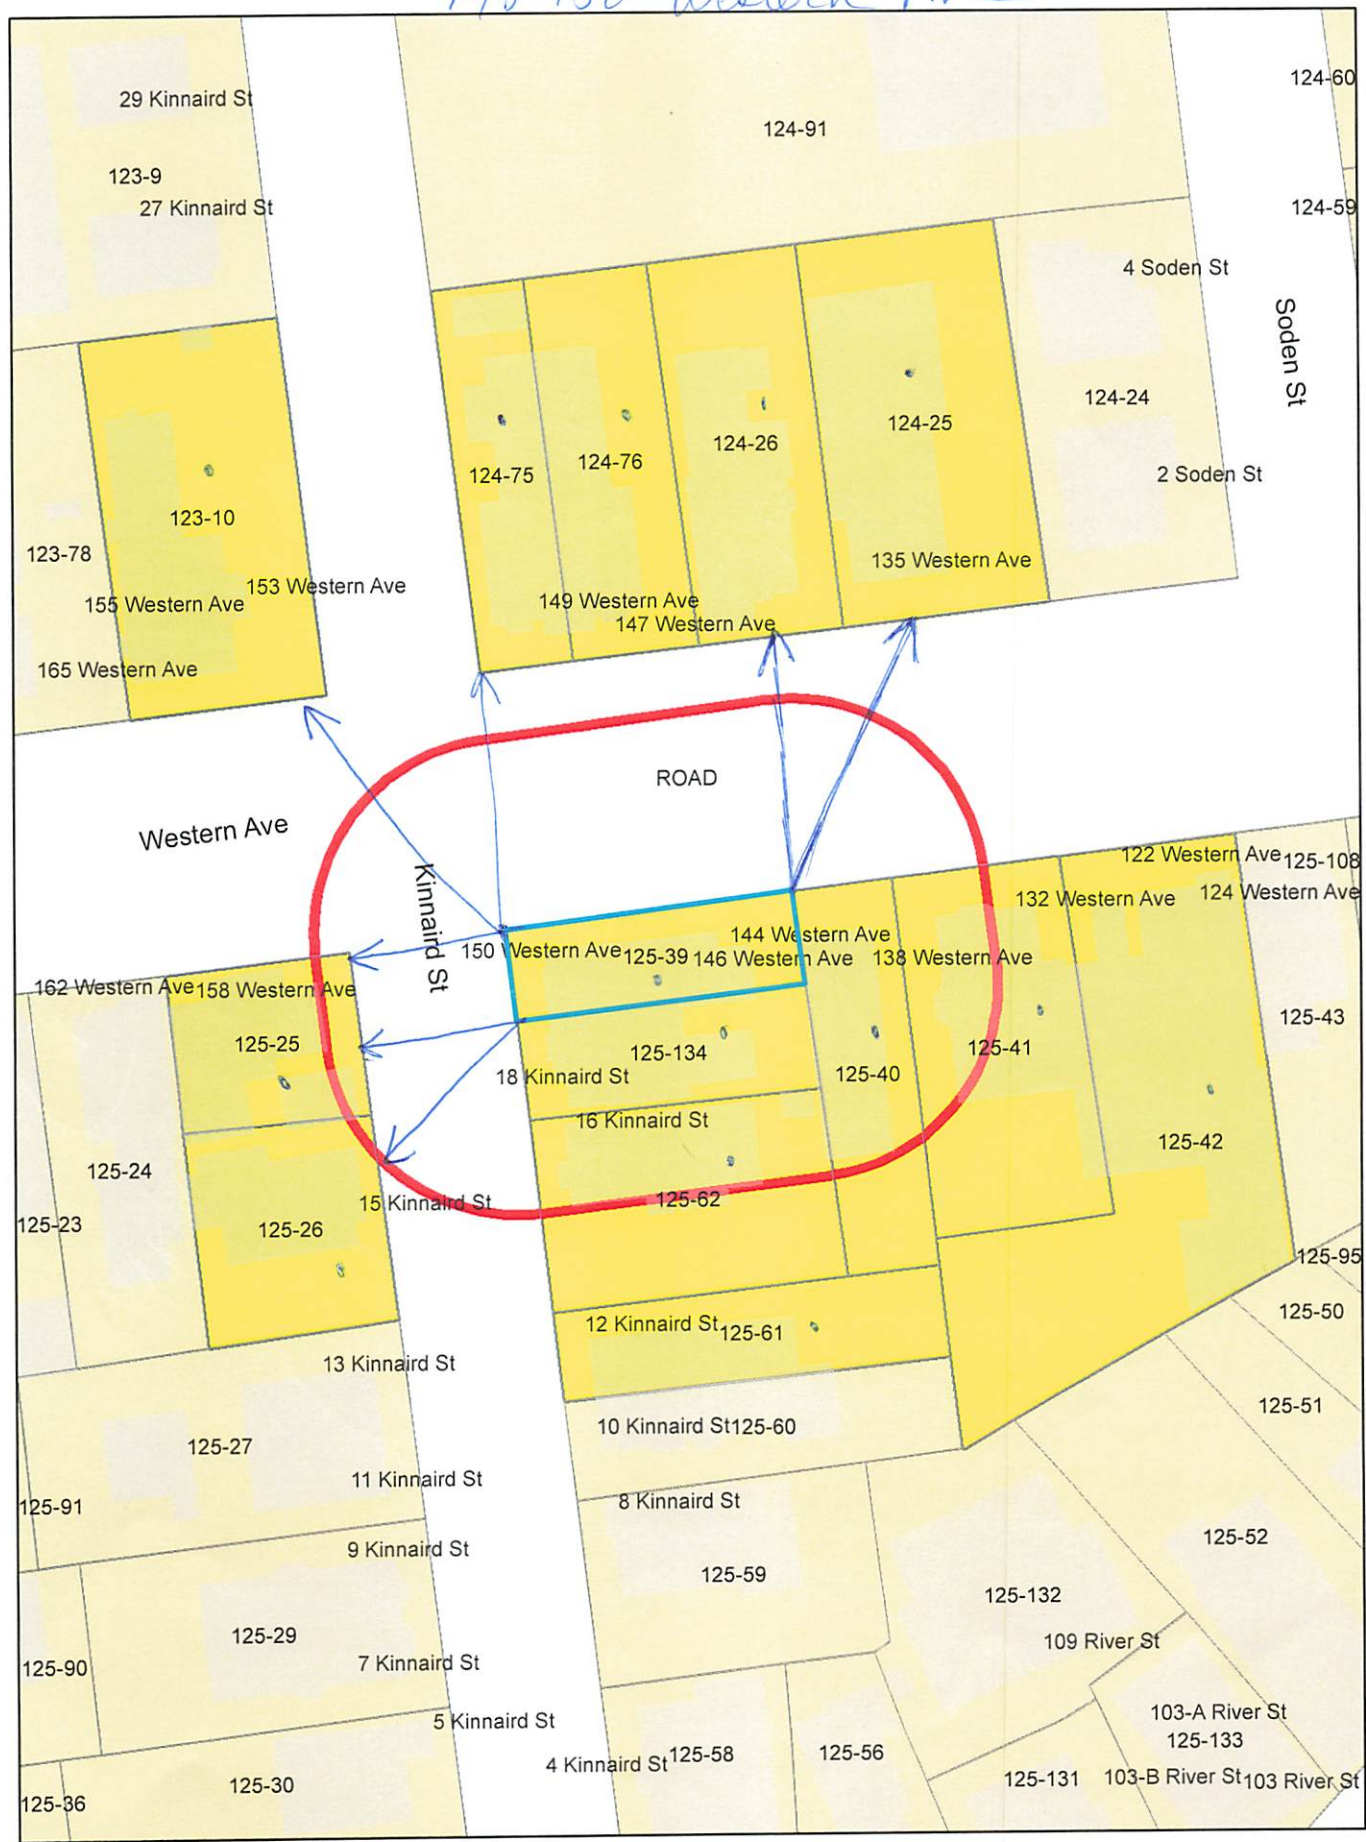 Western
29 Kinnaird St
124-60
124-91
123-9
27 Kinnaird St
124-59
4 Soden St
Soden St
124-24
124-25
124-26
124-76
124-75
2 Soden St
123-10
123-78
135 Western Ave
153 Western Ave
155 Western Ave
149 Western Ave
147 Western Ave
165 Western Ave
ROAD
Western Ave
Kinnaird St
122 Western Ave
125-108
132 Western Ave
124 Western Ave
144 Western Ave
150 Western Ave
125-39
146 Western Ave
138 Western Ave
162 Western Ave
158 Western Ave
125-43
125-25
125-134
125-41
125-40
18 Kinnaird St
16 Kinnaird St
125-42
125-24
15 Kinnaird St
125-62
125-23
125-26
125-95
125-50
12 Kinnaird St
125-61
13 Kinnaird St
125-51
10 Kinnaird St
125-60
125-27
11 Kinnaird St
125-91
8 Kinnaird St
125-52
9 Kinnaird St
125-59
125-132
125-29
109 River St
125-90
7 Kinnaird St
103-A River St
5 Kinnaird St
125-133
4 Kinnaird St
125-58
125-56
125-131
103-B River St
103 River St
125-30
125-36